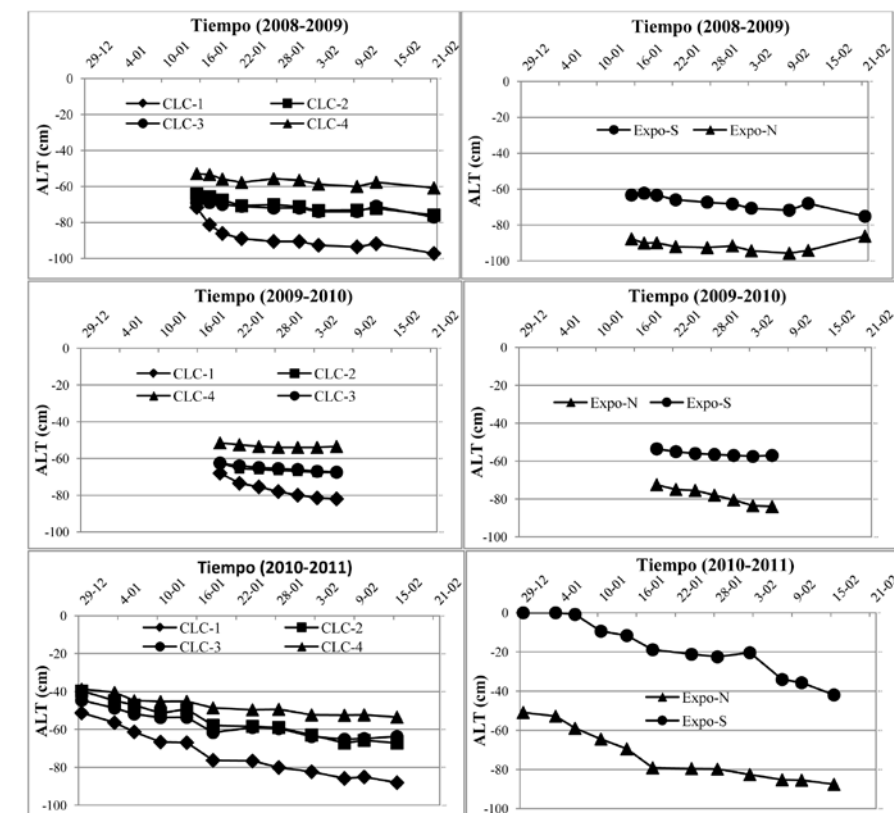 Tiempo (2008-2009)
29-12 4-01 10-01 16-01 22-01 28-01 3-02 9-02 15-02 21-02
ALT (cm)
0
-20
-40
-60
-80
-100
CLC-1 CLC-2
CLC-3 CLC-4
Tiempo (2008-2009)
29-12 4-01 10-01 16-01 22-01 28-01 3-02 9-02 15-02 21-02
ALT (cm)
0
-20
-40
-60
-80
-100
Expo-S Expo-N
Tiempo (2009-2010)
29-12 4-01 10-01 16-01 22-01 28-01 3-02 9-02 15-02 21-02
ALT (cm)
0
-20
-40
-60
-80
-100
CLC-1 CLC-2
CLC-4 CLC-3
Tiempo (2009-2010)
29-12 4-01 10-01 16-01 22-01 28-01 3-02 9-02 15-02 21-02
ALT (cm)
0
-20
-40
-60
-80
-100
Expo-N Expo-S
Tiempo (2010-2011)
29-12 4-01 10-01 16-01 22-01 28-01 3-02 9-02 15-02 21-02
ALT (cm)
0
-20
-40
-60
-80
-100
CLC-1 CLC-2
CLC-3 CLC-4
Tiempo (2010-2011)
29-12 4-01 10-01 16-01 22-01 28-01 3-02 9-02 15-02 21-02
ALT (cm)
0
-20
-40
-60
-80
-100
Expo-N
Expo-S